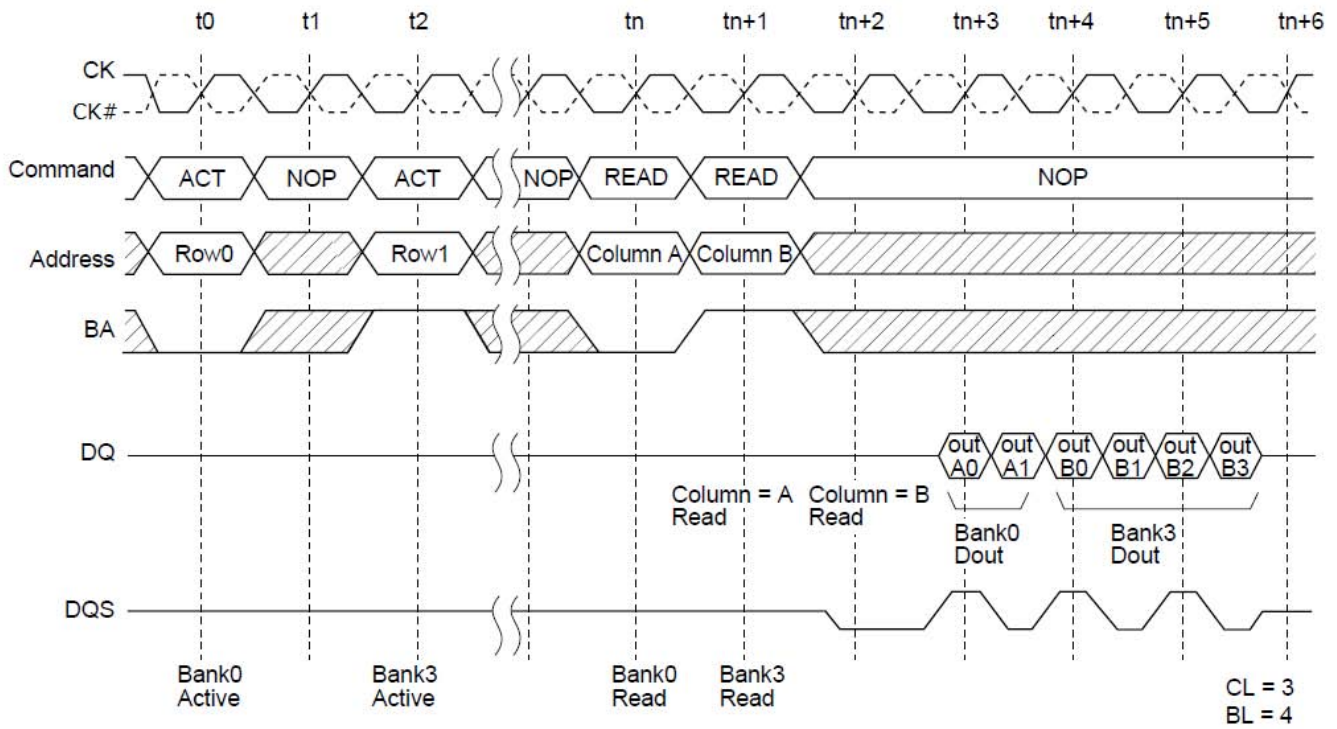 t0 t1 t2 tn tn+1 tn+2 tn+3 tn+4 tn+5 tn+6
CK
CK#
Command ACT NOP ACT NOP READ READ NOP
Address Row0 Row1 Column A Column B
BA
DQ out out out out out out
A0 A1 B0 B1 B2 B3
Column = A Column = B
Read Read
Bank0 Bank3
Dout Dout
DQS
Bank0 Bank3 Bank0 Bank3
Active Active Read Read
CL = 3
BL = 4